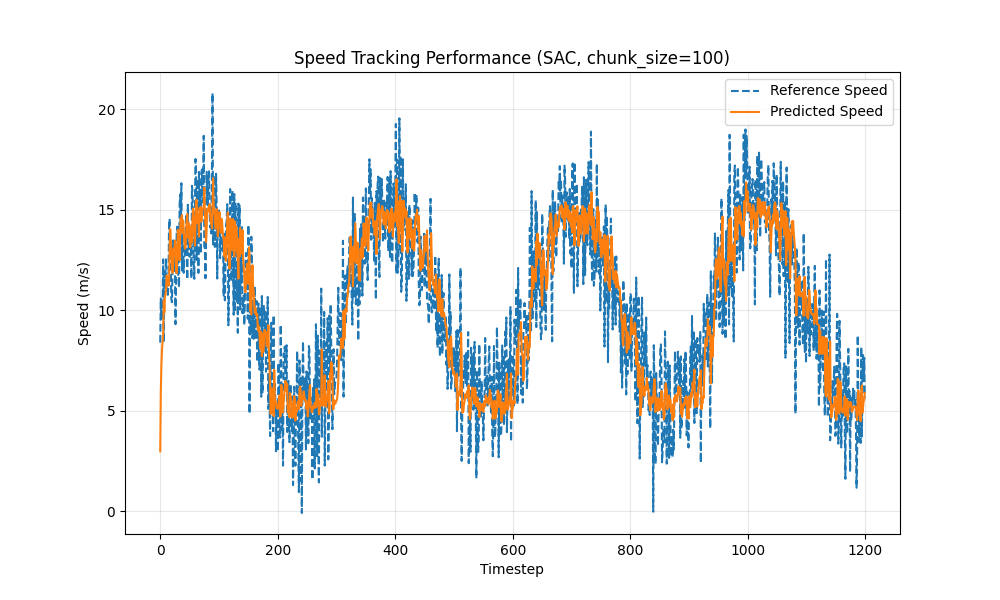 Speed Tracking Performance (SAC, chunk_size=100)
Reference Speed
Predicted Speed
Speed (m/s)
20
15
10
5
0
0 200 400 600 800 1000 1200
Timestep